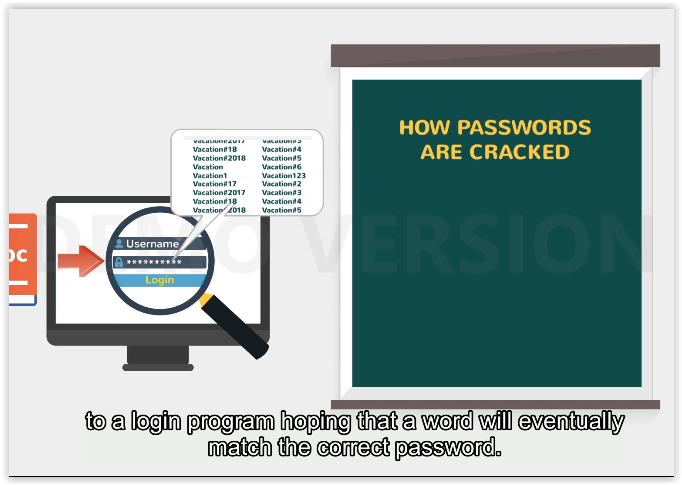 HOW PASSWORDS
ARE CRACKED
Vacation#2017 Vacation#3
Vacation#18 Vacation#4
Vacation#2018 Vacation#5
Vacation Vacation#6
Vacation1 Vacation123
Vacation#17 Vacation#2
Vacation#2017 Vacation#3
Vacation#18 Vacation#4
Vacation#2018 Vacation#5
Username
**********
Login
DEMO VERSION
to a login program hoping that a word will eventually
match the correct password.